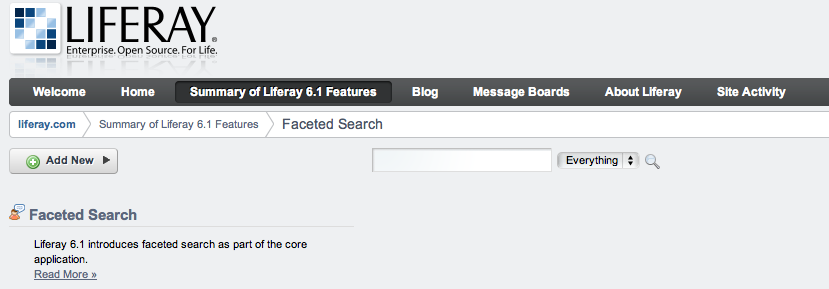 LIFERAY®
Enterprise. Open Source. For Life.
Welcome Home Summary of Liferay 6.1 Features Blog Message Boards About Liferay Site Activity
liferay.com Summary of Liferay 6.1 Features Faceted Search
Add New Everything
Faceted Search
Liferay 6.1 introduces faceted search as part of the core
application.
Read More »